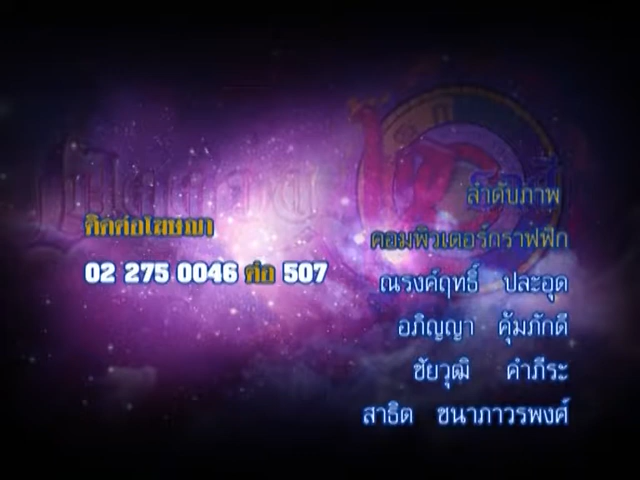 ติดต่อโฆษณา
02 275 0046 ต่อ 507
ลำดับภาพ
คอมพิวเตอร์กราฟฟิก
ณรงค์ฤทธิ์ ปละอุด
อภิญญา คุ้มภักดี
ชัยวุฒิ คำภีระ
สาธิต ชนาภาวรพงศ์